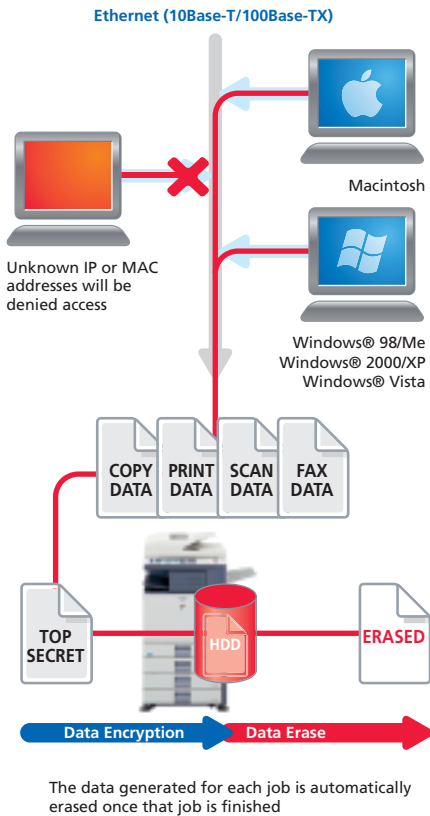 Ethernet (10Base-T/100Base-TX)
Macintosh
Unknown IP or MAC
addresses will be
denied access
Windows® 98/Me
Windows® 2000/XP
Windows® Vista
COPY
DATA
PRINT
DATA
SCAN
DATA
FAX
DATA
TOP
SECRET
HDD
ERASED
Data Encryption
Data Erase
The data generated for each job is automatically
erased once that job is finished